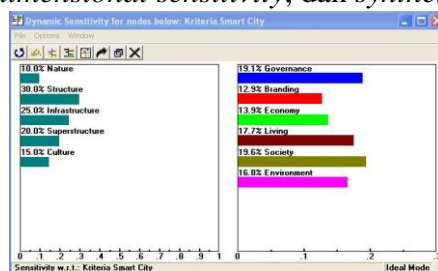 dimensional sensitivity, dan
Dynamic Sensitivity for nodes below: Kriteria Smart City
File Options Window
10.0% Nature
30.0% Structure
25.0% Infrastructure
20.0% Superstructure
15.0% Culture
0 .1 .2 .3 .4 .5 .6 .7 .8 .9 1
19.1% Governance
12.9% Branding
13.9% Economy
17.7% Living
19.6% Society
16.8% Environment
0 .1 .2
Sensitivity w.r.t.: Kriteria Smart City
Ideal Mode